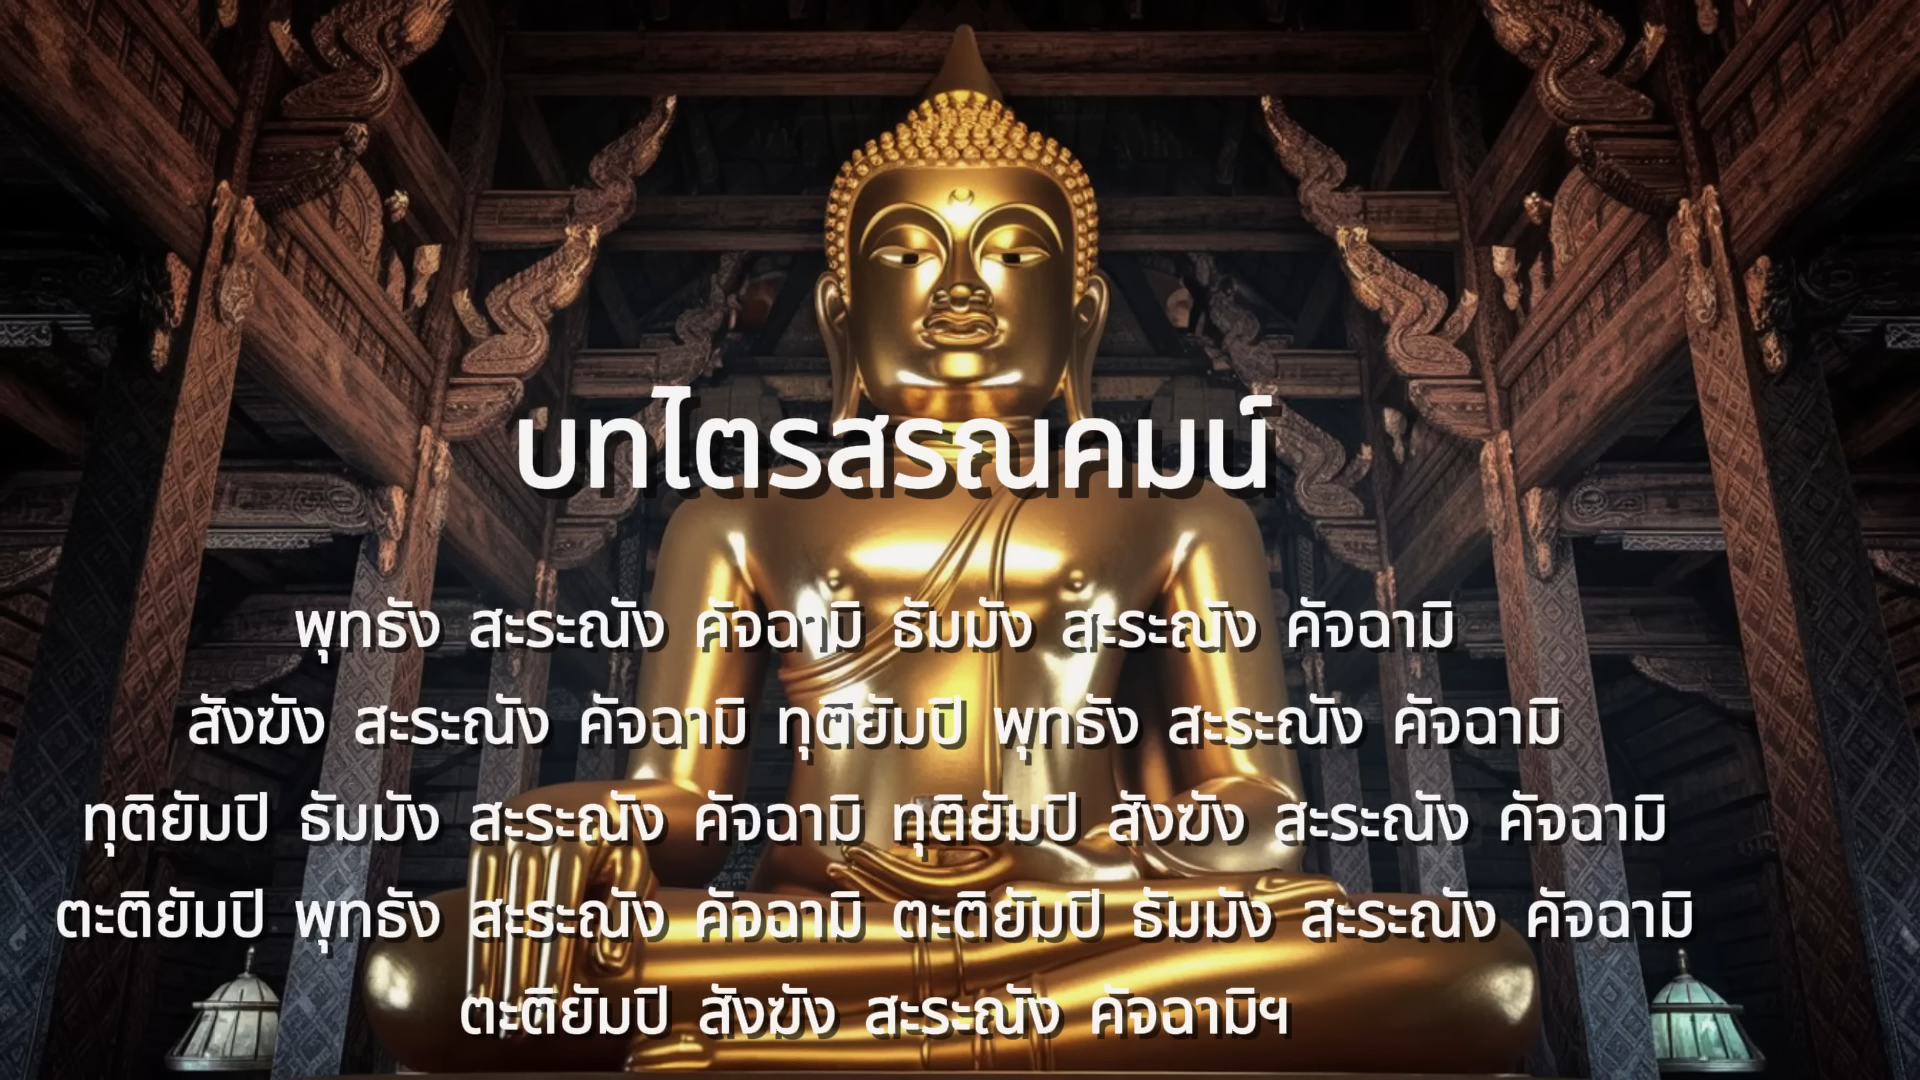 บทไตรสรณคมน์
พุทธัง สะระณัง คัจฉามิ ธัมมัง สะระณัง คัจฉามิ
สังฆัง สะระณัง คัจฉามิ ทุติยัมปิ พุทธัง สะระณัง คัจฉามิ
ทุติยัมปิ ธัมมัง สะระณัง คัจฉามิ ทุติยัมปิ สังฆัง สะระณัง คัจฉามิ
ตะติยัมปิ พุทธัง สะระณัง คัจฉามิ ตะติยัมปิ ธัมมัง สะระณัง คัจฉามิ
ตะติยัมปิ สังฆัง สะระณัง คัจฉามิฯ